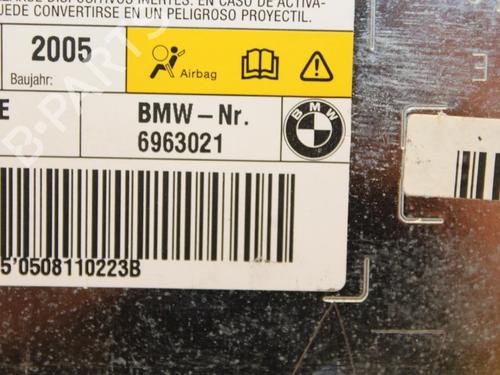 LARDE DISPOSITIVOS INERTES. EN CASO DE ACTIVA-
PUEDE CONVERTIRSE EN UN PELIGROSO PROYECTIL.
2005
Baujahr:
Airbag
E
BMW – Nr.
6963021
BMW
5'0508110223B
B-PARTS